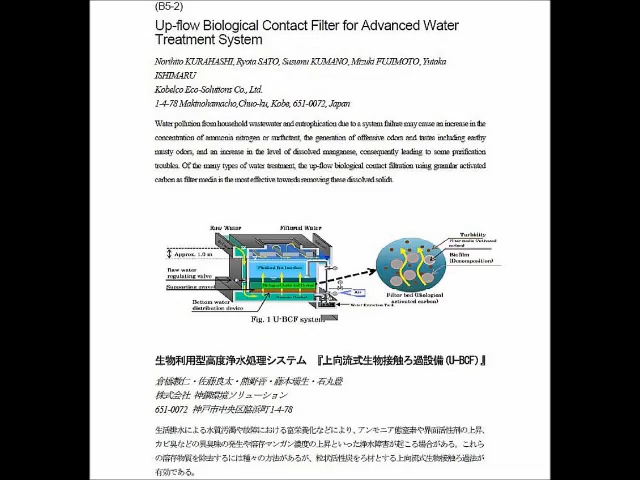 (B5-2)
Up-flow Biological Contact Filter for Advanced Water
Treatment System
Norihito KURAHASHI, Ryota SATO, Susumu KUMANO, Mizuki FUJIMOTO, Yutaka
ISHIMARU
Kobelco Eco-Solutions Co., Ltd.
1-4-78 Makinohamacho,Chuo-ku, Kobe, 651-0072, Japan
Water pollution from household wastewater and eutrophication due to a system failure may cause an increase in the
concentration of ammonia nitrogen or surfactant, the generation of offensive odors and tastes including earthy
musty odors, and an increase in the level of dissolved manganese, consequently leading to some purification
troubles. Of the many types of water treatment, the up-flow biological contact filtration using granular activated
carbon as filter media is the most effective towards removing these dissolved solids.
Raw Water
Filtered Water
Approx. 1.0 m
Raw water
regulating valve
Supporting gravel
Bottom water
distribution device
Air
Turbidity
Biofilm
(Decomposition)
Filter bed (Biological
activated carbon)
Fig. 1 U-BCF system
生物利用型高度浄水処理システム 『上向流式生物接触ろ過設備(U-BCF)』
倉橋教仁・佐藤良太・熊野晋・藤本瑞生・石丸豊
株式会社 神鋼環境ソリューション
651-0072 神戸市中央区脇浜町1-4-78
生活排水による水質汚濁や故障における富栄養化などにより、アンモニア態窒素や界面活性剤の上昇、
カビ臭などの異臭味の発生や溶存マンガン濃度の上昇といった浄水障害が起こる場合がある。これら
の溶存物質を除去するには種々の方法があるが、粒状活性炭をろ材とする上向流式生物接触ろ過法が
有効である。